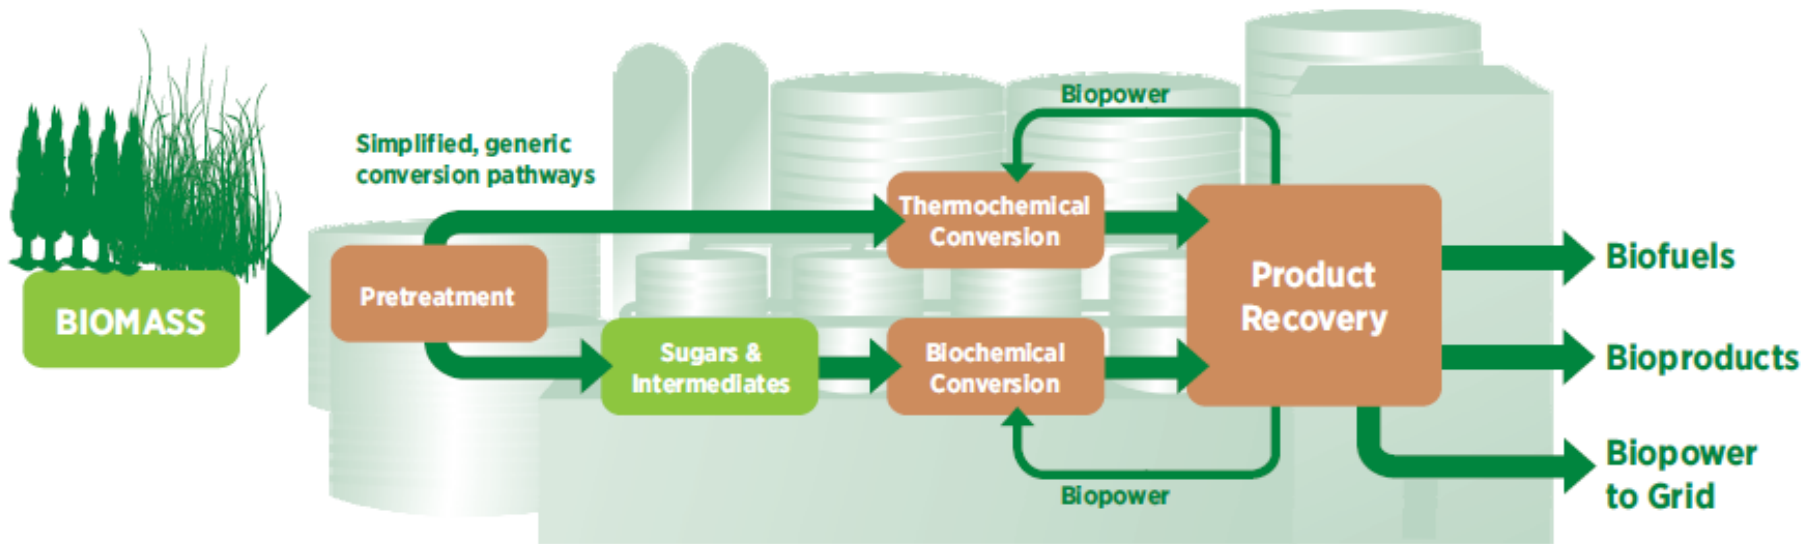 Biopower
Simplified, generic
conversion pathways
Thermochemical
Conversion
BIOMASS
Pretreatment
Product
Recovery
Biofuels
Sugars &
Intermediates
Biochemical
Conversion
Bioproducts
Biopower
to Grid
Biopower